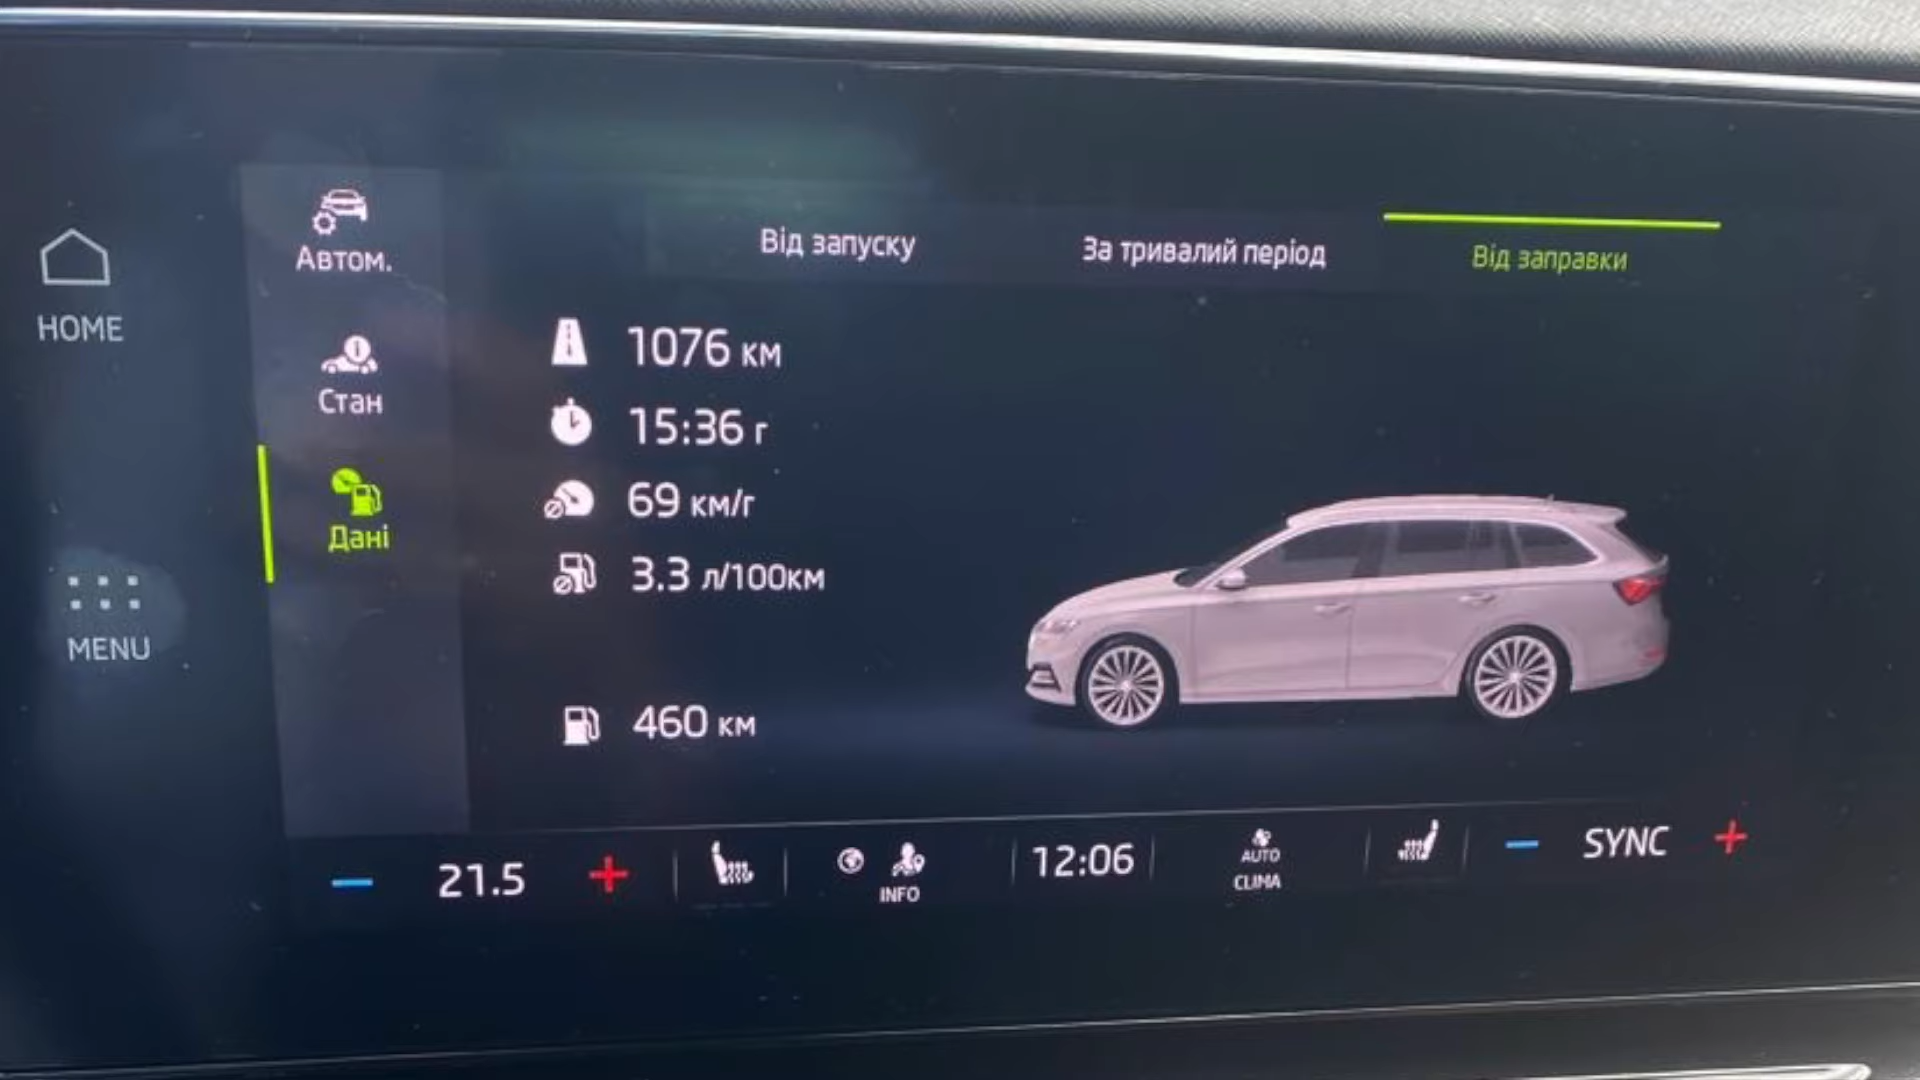 HOME
MENU
Автом.
Стан
Дані
Від запуску
За тривалий період
Від заправки
1076 км
15:36 г
69 км/г
3.3 л/100км
460 км
21.5
INFO
12:06
AUTO
CLIMA
SYNC